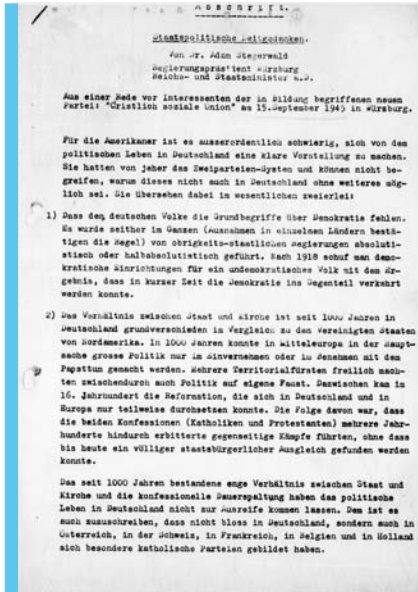 Abschrift.
Staatspolitische Leitgedanken.
Von Dr. Adam Stegerwald
Regierungspräsident Würzburg
Reichs- und Staatsminister a.D.
Aus einer Rede vor Interessenten der in Bildung begriffenen neuen
Partei: "Cristlich soziale Union" am 15.September 1945 in Würzburg.
Für die Amerikaner ist es ausserordentlich schwierig, sich von dem
politischen Leben in Deutschland eine klare Vorstellung zu machen.
Sie hatten von jeher das Zweiparteien-System und können nicht be-
greifen, warum dieses nicht auch in Deutschland ohne weiteres mög-
lich sei. Sie übersehen dabei im wesentlichen zweierlei:
1) Dass dem deutschen Volke die Grundbegriffe über Demokratie fehlen.
Es wurde seither im Ganzen (Ausnahmen in einzelnen Ländern bestä-
tigen die Regel) von obrigkeits-staatlichen Regierungen absoluti-
stisch oder halbabsolutistisch geführt. Nach 1918 schuf man demo-
kratische Einrichtungen für ein undemokratisches Volk mit dem Er-
gebnis, dass in kurzer Zeit die Demokratie ins Gegenteil verkehrt
werden konnte.
2) Das Verhältnis zwischen Staat und Kirche ist seit 1000 Jahren in
Deutschland grundverschieden im Vergleich zu den Vereinigten Staaten
von Nordamerika. In 1000 Jahren konnte in Mitteleuropa in der Haupt-
sache grosse Politik nur im Einvernehmen oder im Benehmen mit dem
Papsttum gemacht werden. Mehrere Territorialfürsten freilich mach-
ten zwischendurch auch Politik auf eigene Faust. Dazwischen kam im
16. Jahrhundert die Reformation, die sich in Deutschland und in
Europa nur teilweise durchsetzen konnte. Die Folge davon war, dass
die beiden Konfessionen (Katholiken und Protestanten) mehrere Jahr-
hunderte hindurch erbitterte gegenseitige Kämpfe führten, ohne dass
bis heute ein völliger staatsbürgerlicher Ausgleich gefunden werden
konnte.
Das seit 1000 Jahren bestandene enge Verhältnis zwischen Staat und
Kirche und die konfessionelle Dauerspaltung haben das politische
Leben in Deutschland nicht zur Ausreife kommen lassen. Dem ist es
auch zuzuschreiben, dass nicht bloss in Deutschland, sondern auch in
Österreich, in der Schweiz, in Frankreich, in Belgien und in Holland
sich besondere katholische Parteien gebildet haben.